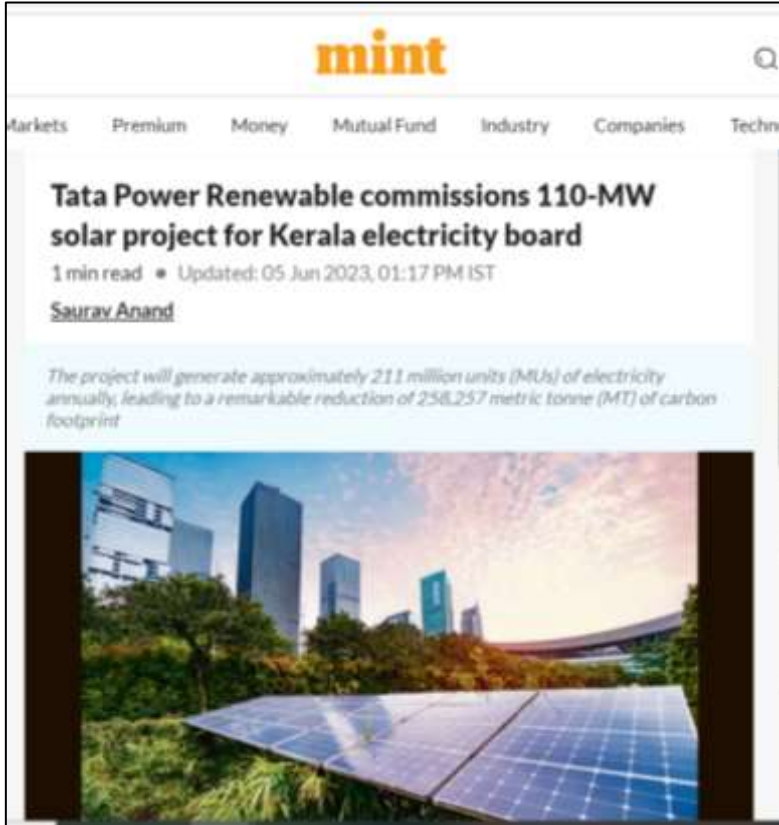 mint
Markets Premium Money Mutual Fund Industry Companies Techn
Tata Power Renewable commissions 110-MW
solar project for Kerala electricity board
1 min read • Updated: 05 Jun 2023, 01:17 PM IST
Saurav Anand
The project will generate approximately 211 million units (MUs) of electricity
annually, leading to a remarkable reduction of 258,257 metric tonne (MT) of carbon
footprint